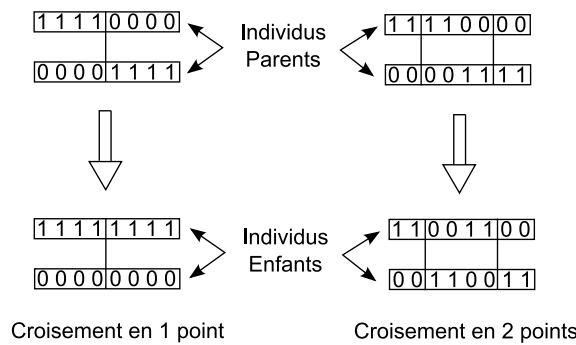 1 1 1 1 0 0 0 0
0 0 0 0 1 1 1 1
Individus
Parents
1 1 1 1 0 0 0 0
0 0 0 0 1 1 1 1
1 1 1 1 1 1 1 1
0 0 0 0 0 0 0 0
Individus
Enfants
1 1 0 0 1 1 0 0
0 0 1 1 0 0 1 1
Croisement en 1 point
Croisement en 2 points